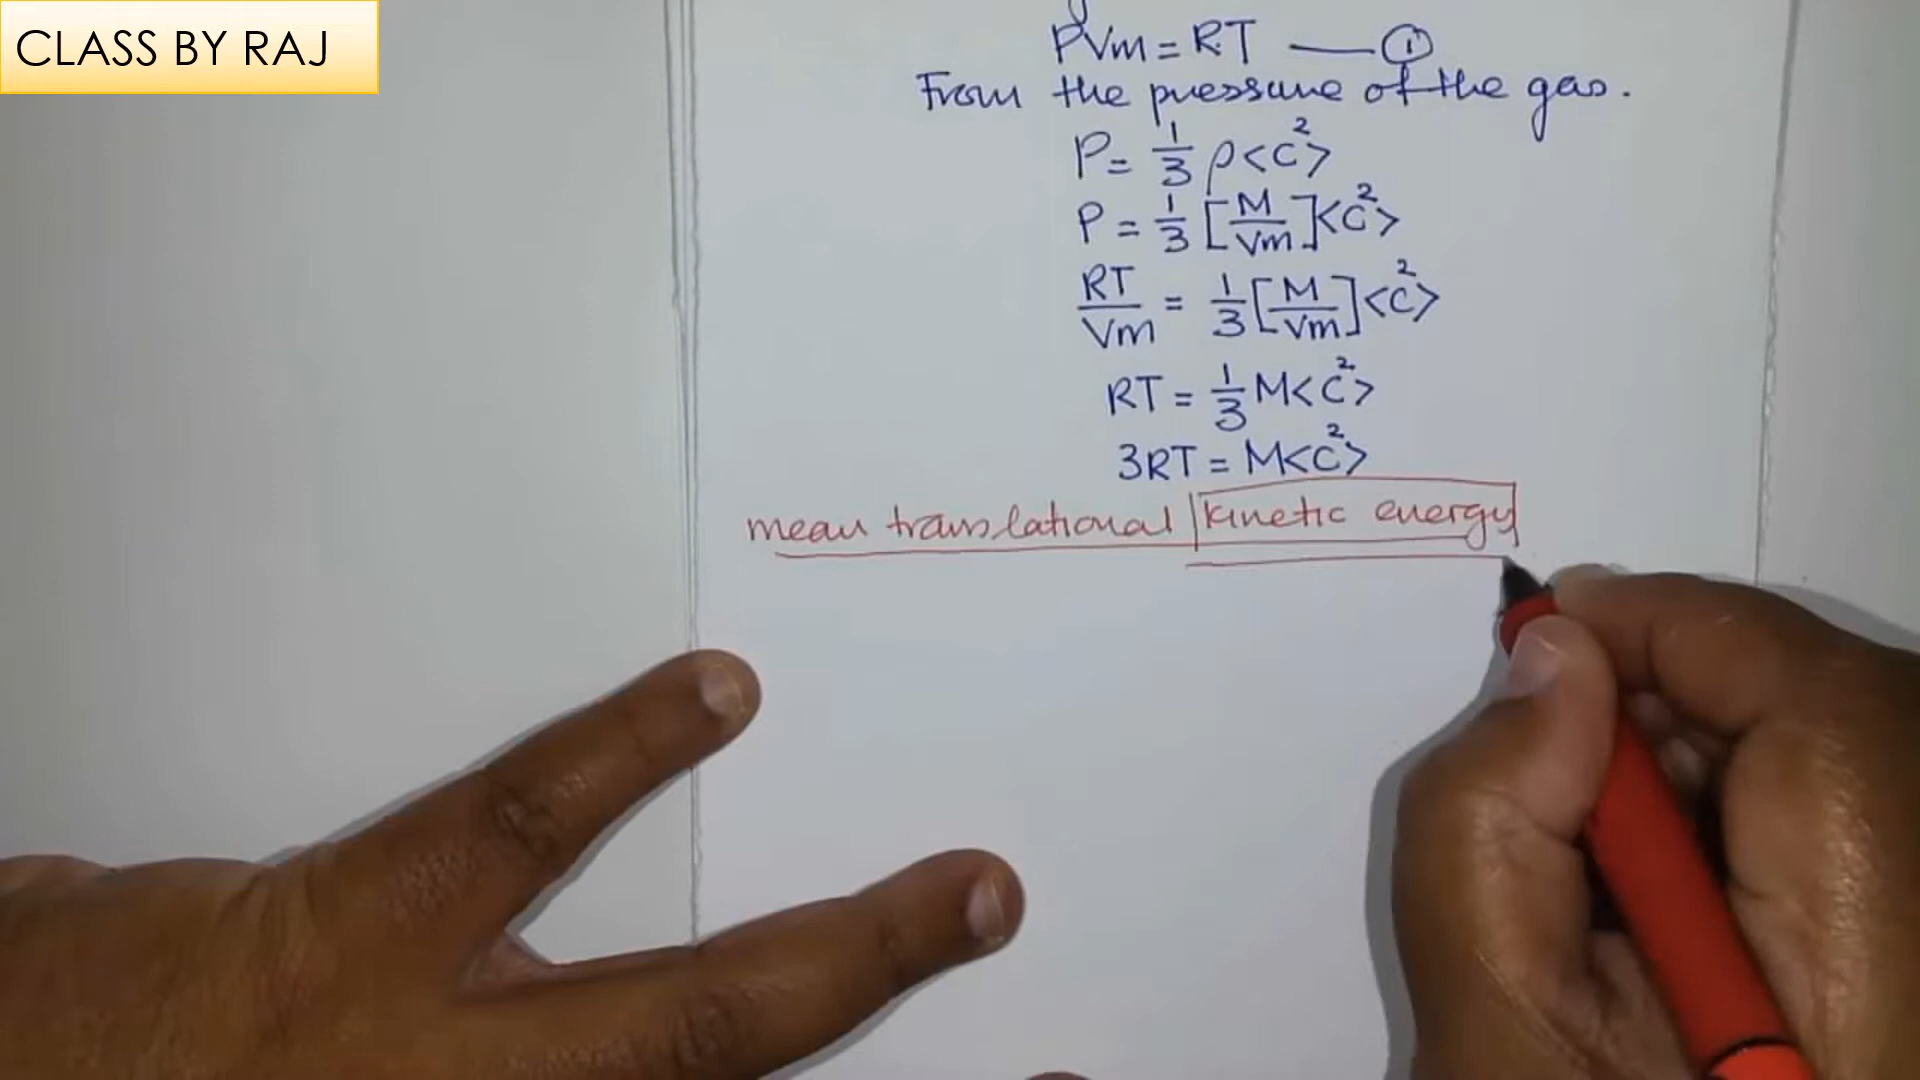 CLASS BY RAJ
PVm = RT —— ①
From the pressure of the gas.
P = 1/3 ρ<C²>
P = 1/3 [M/Vm]<C²>
RT/Vm = 1/3 [M/Vm]<C²>
RT = 1/3 M<C²>
3RT = M<C²>
mean translational kinetic energy